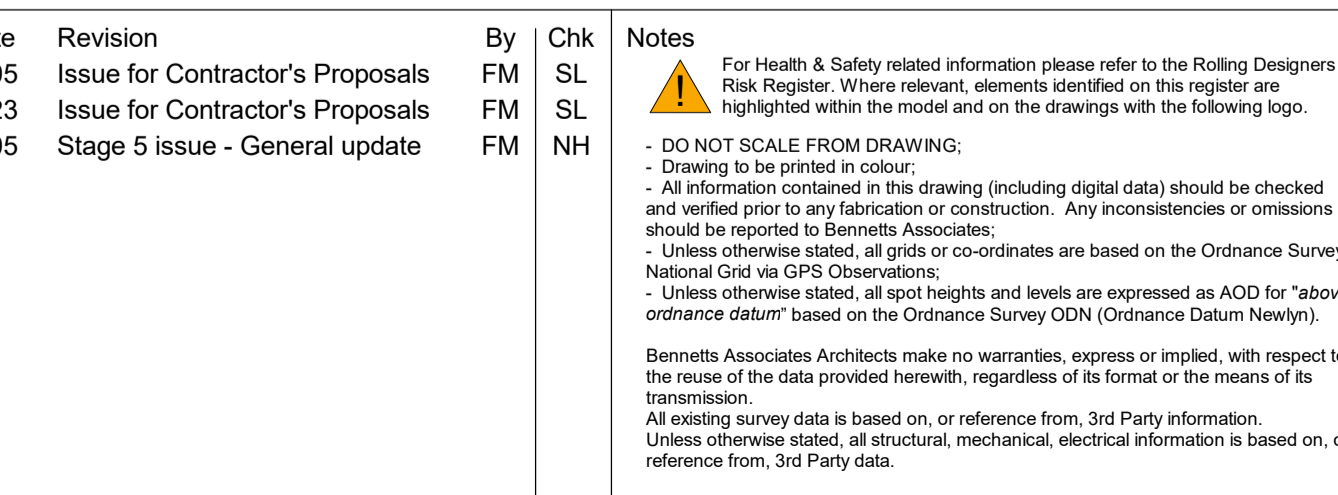 Revision By Chk
Issue for Contractor's Proposals FM SL
Issue for Contractor's Proposals FM SL
Stage 5 issue - General update FM NH
Notes
For Health & Safety related information please refer to the Rolling Designers
Risk Register. Where relevant, elements identified on this register are
highlighted within the model and on the drawings with the following logo.
- DO NOT SCALE FROM DRAWING;
- Drawing to be printed in colour;
- All information contained in this drawing (including digital data) should be checked
and verified prior to any fabrication or construction. Any inconsistencies or omissions
should be reported to Bennetts Associates;
- Unless otherwise stated, all grids or co-ordinates are based on the Ordnance Survey
National Grid via GPS Observations;
- Unless otherwise stated, all spot heights and levels are expressed as AOD for "abov
ordnance datum" based on the Ordnance Survey ODN (Ordnance Datum Newlyn).
Bennetts Associates Architects make no warranties, express or implied, with respect t
the reuse of the data provided herewith, regardless of its format or the means of its
transmission.
All existing survey data is based on, or reference from, 3rd Party information.
Unless otherwise stated, all structural, mechanical, electrical information is based on,
reference from, 3rd Party data.